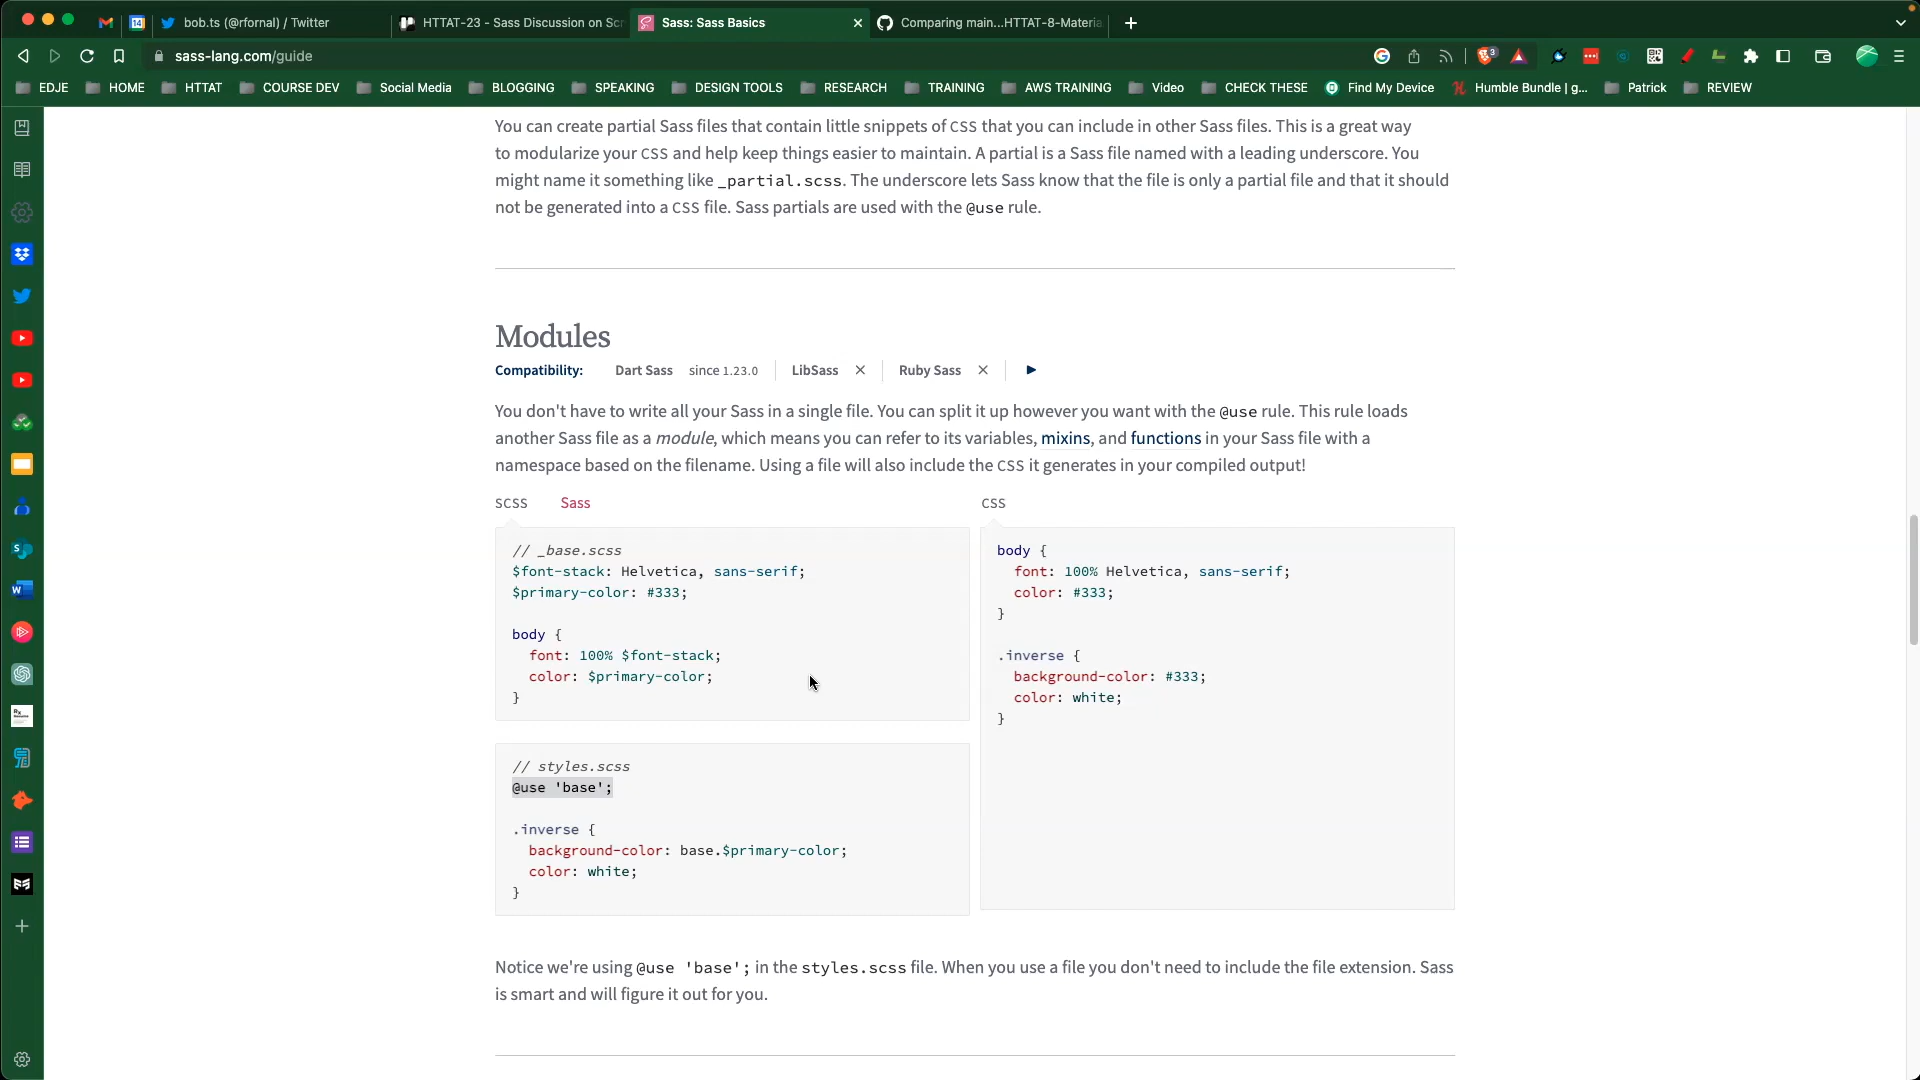 bob.ts (@rfornal) / Twitter
HTTAT-23 - Sass Discussion on Scr
Sass: Sass Basics
Comparing main...HTTAT-8-Materia
sass-lang.com/guide
3
EDJE
HOME
HTTAT
COURSE DEV
Social Media
BLOGGING
SPEAKING
DESIGN TOOLS
RESEARCH
TRAINING
AWS TRAINING
Video
CHECK THESE
Find My Device
Humble Bundle | g...
Patrick
REVIEW
You can create partial Sass files that contain little snippets of CSS that you can include in other Sass files. This is a great way
to modularize your CSS and help keep things easier to maintain. A partial is a Sass file named with a leading underscore. You
might name it something like _partial.scss. The underscore lets Sass know that the file is only a partial file and that it should
not be generated into a CSS file. Sass partials are used with the @use rule.
Modules
Compatibility: Dart Sass since 1.23.0 LibSass ✕ Ruby Sass ✕ ▶
You don't have to write all your Sass in a single file. You can split it up however you want with the @use rule. This rule loads
another Sass file as a module, which means you can refer to its variables, mixins, and functions in your Sass file with a
namespace based on the filename. Using a file will also include the CSS it generates in your compiled output!
SCSS Sass
// _base.scss
$font-stack: Helvetica, sans-serif;
$primary-color: #333;
body {
font: 100% $font-stack;
color: $primary-color;
}
// styles.scss
@use 'base';
.inverse {
background-color: base.$primary-color;
color: white;
}
CSS
body {
font: 100% Helvetica, sans-serif;
color: #333;
}
.inverse {
background-color: #333;
color: white;
}
Notice we're using @use 'base'; in the styles.scss file. When you use a file you don't need to include the file extension. Sass
is smart and will figure it out for you.